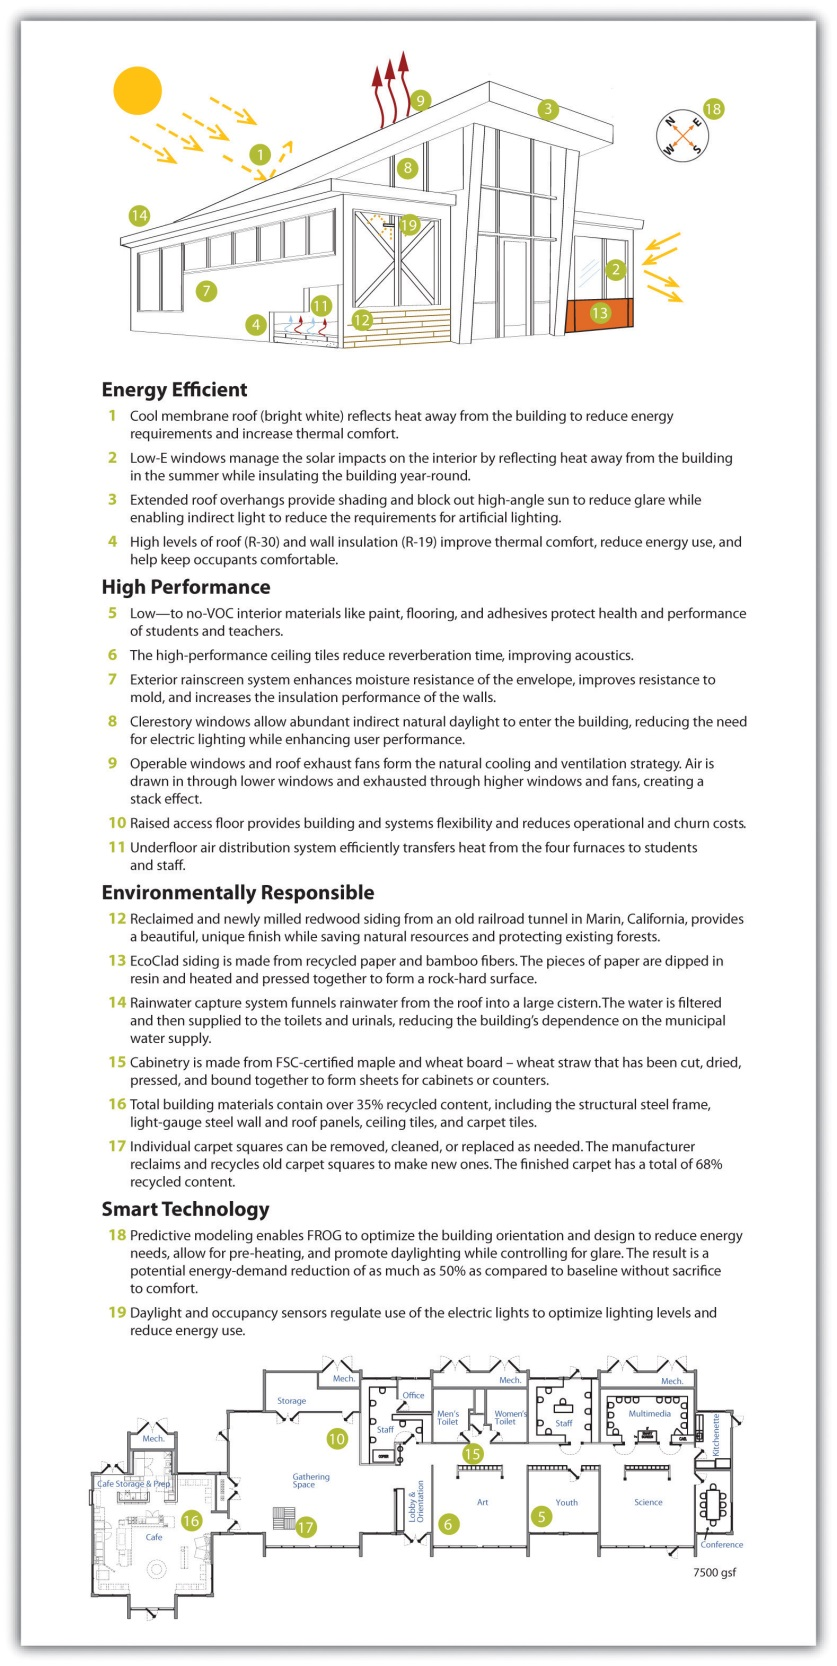 1
9
3
18
N
E
W
S
8
14
19
2
7
11
13
4
12
Energy Efficient
1 Cool membrane roof (bright white) reflects heat away from the building to reduce energy
requirements and increase thermal comfort.
2 Low-E windows manage the solar impacts on the interior by reflecting heat away from the building
in the summer while insulating the building year-round.
3 Extended roof overhangs provide shading and block out high-angle sun to reduce glare while
enabling indirect light to reduce the requirements for artificial lighting.
4 High levels of roof (R-30) and wall insulation (R-19) improve thermal comfort, reduce energy use, and
help keep occupants comfortable.
High Performance
5 Low—to no-VOC interior materials like paint, flooring, and adhesives protect health and performance
of students and teachers.
6 The high-performance ceiling tiles reduce reverberation time, improving acoustics.
7 Exterior rainscreen system enhances moisture resistance of the envelope, improves resistance to
mold, and increases the insulation performance of the walls.
8 Clerestory windows allow abundant indirect natural daylight to enter the building, reducing the need
for electric lighting while enhancing user performance.
9 Operable windows and roof exhaust fans form the natural cooling and ventilation strategy. Air is
drawn in through lower windows and exhausted through higher windows and fans, creating a
stack effect.
10 Raised access floor provides building and systems flexibility and reduces operational and churn costs.
11 Underfloor air distribution system efficiently transfers heat from the four furnaces to students
and staff.
Environmentally Responsible
12 Reclaimed and newly milled redwood siding from an old railroad tunnel in Marin, California, provides
a beautiful, unique finish while saving natural resources and protecting existing forests.
13 EcoClad siding is made from recycled paper and bamboo fibers. The pieces of paper are dipped in
resin and heated and pressed together to form a rock-hard surface.
14 Rainwater capture system funnels rainwater from the roof into a large cistern. The water is filtered
and then supplied to the toilets and urinals, reducing the building's dependence on the municipal
water supply.
15 Cabinetry is made from FSC-certified maple and wheat board – wheat straw that has been cut, dried,
pressed, and bound together to form sheets for cabinets or counters.
16 Total building materials contain over 35% recycled content, including the structural steel frame,
light-gauge steel wall and roof panels, ceiling tiles, and carpet tiles.
17 Individual carpet squares can be removed, cleaned, or replaced as needed. The manufacturer
reclaims and recycles old carpet squares to make new ones. The finished carpet has a total of 68%
recycled content.
Smart Technology
18 Predictive modeling enables FROG to optimize the building orientation and design to reduce energy
needs, allow for pre-heating, and promote daylighting while controlling for glare. The result is a
potential energy-demand reduction of as much as 50% as compared to baseline without sacrifice
to comfort.
19 Daylight and occupancy sensors regulate use of the electric lights to optimize lighting levels and
reduce energy use.
Mech.
Mech.
Mech.
Storage
Office
Men's
Toilet
Women's
Toilet
Staff
Staff
Multimedia
Kitchenette
Mech.
10
15
Cafe Storage & Prep
Gathering
Space
Lobby &
Orientation
Art
Youth
Science
16
17
6
5
Cafe
Conference
7500 gsf